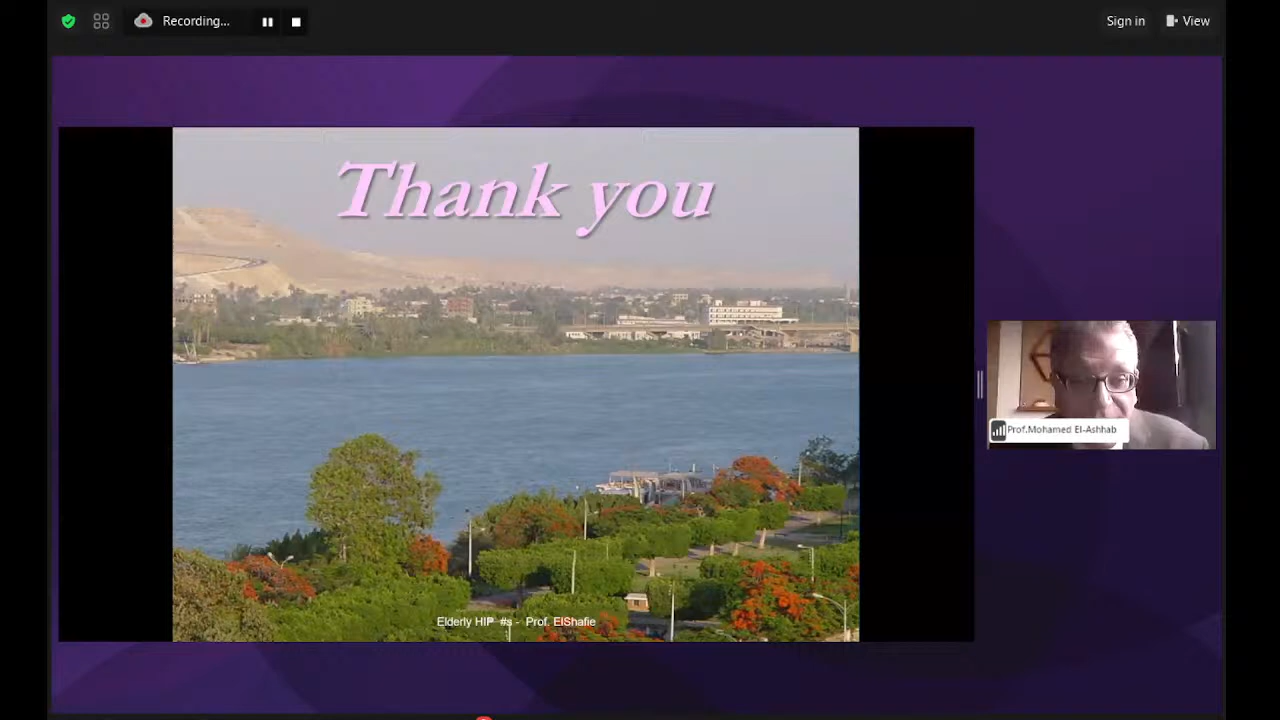 Recording...
Sign in
View
Thank you
Prof.Mohamed El-Ashhab
Elderly HIP #s - Prof. ElShafie